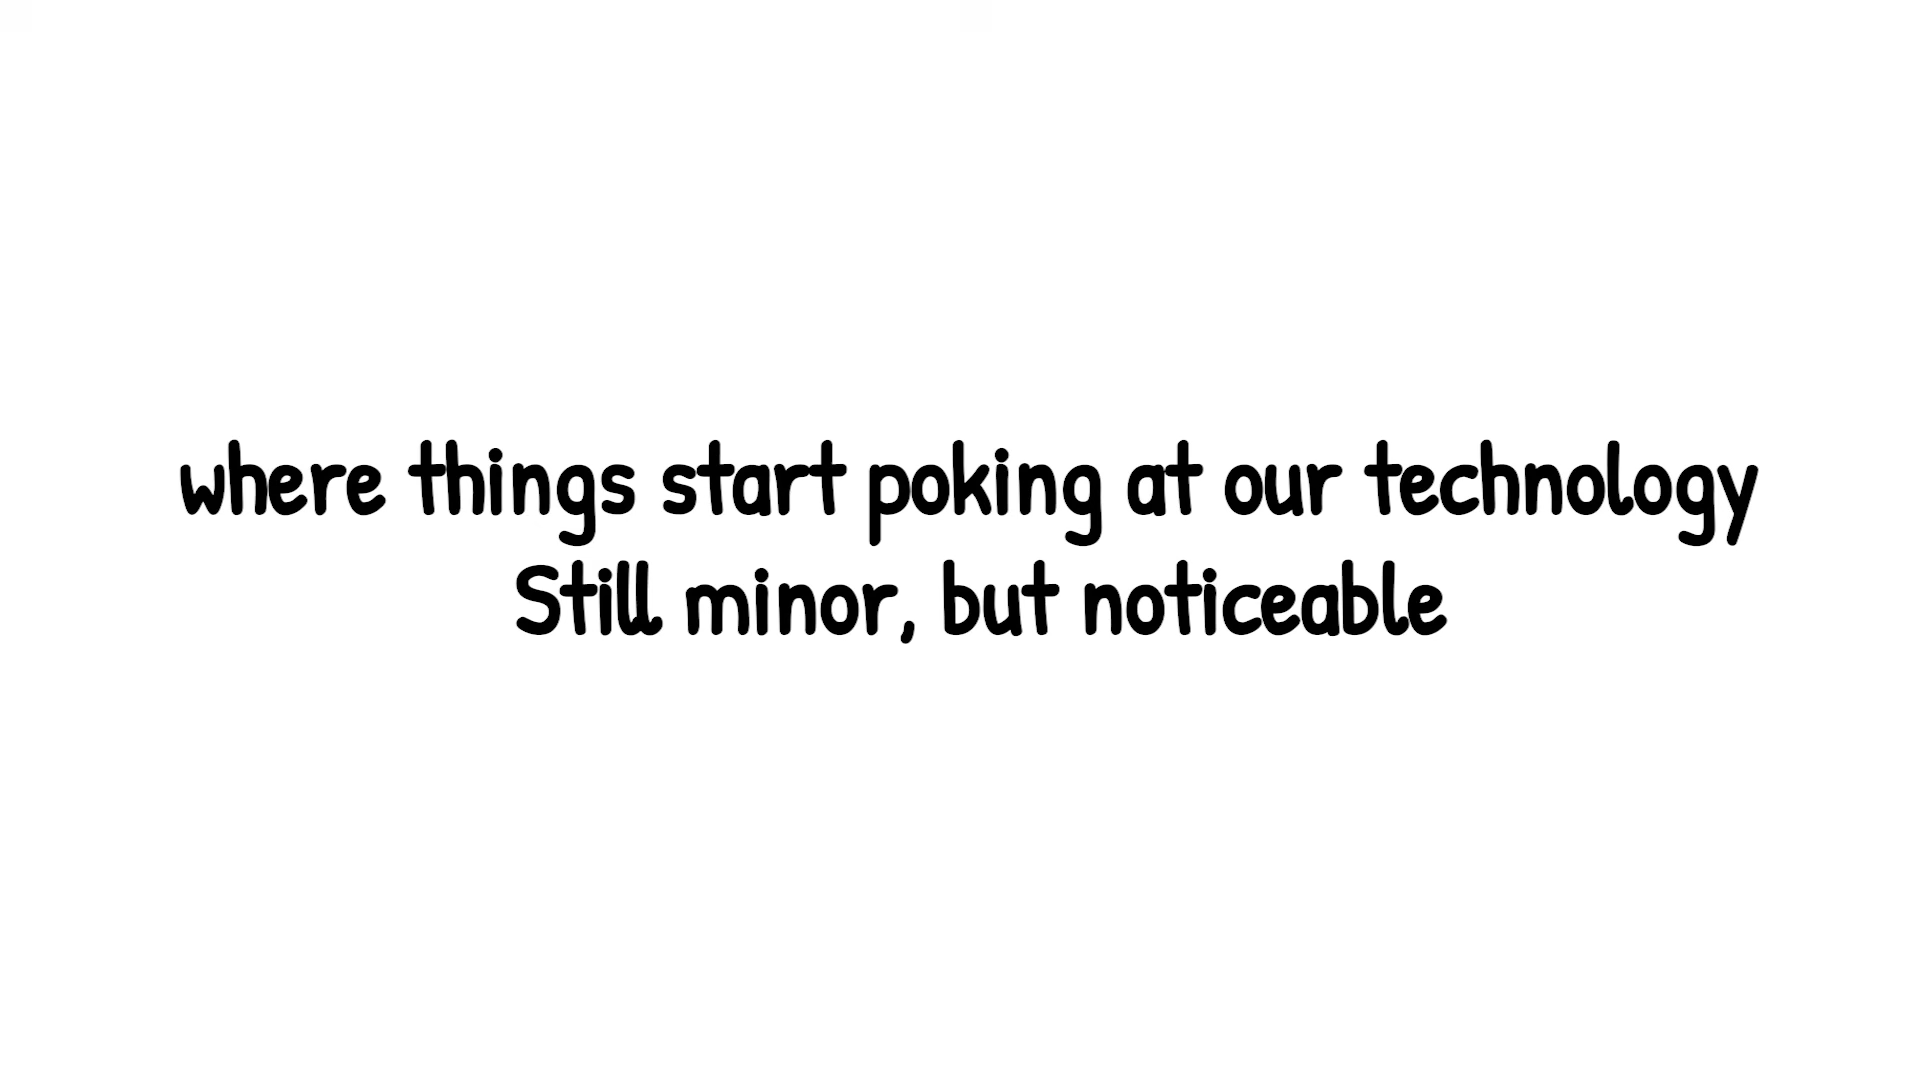 where things start poking at our technology
Still minor, but noticeable